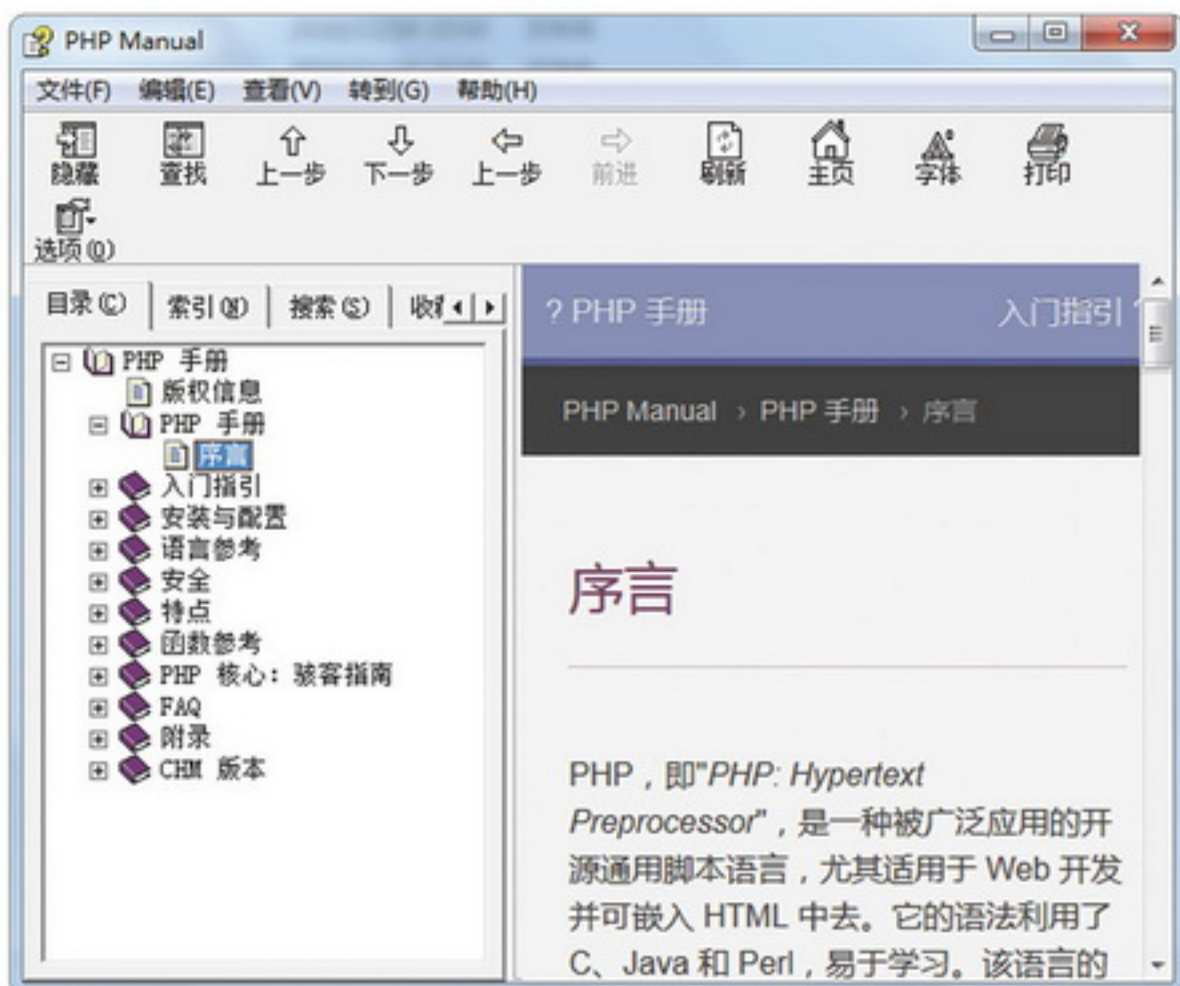 PHP Manual
文件(F) 编辑(E) 查看(V) 转到(G) 帮助(H)
隐藏 查找 上一步 下一步 上一步 前进 刷新 主页 字体 打印
选项(O)
目录(C) 索引(N) 搜索(S)
PHP 手册
版权信息
PHP 手册
序言
入门指引
安装与配置
语言参考
安全
特点
函数参考
PHP 核心：骇客指南
FAQ
附录
CHM 版本
? PHP 手册 入门指引 ?
PHP Manual › PHP 手册 › 序言
序言
PHP，即"PHP: Hypertext
Preprocessor"，是一种被广泛应用的开
源通用脚本语言，尤其适用于 Web 开发
并可嵌入 HTML 中去。它的语法利用了
C、Java 和 Perl，易于学习。该语言的